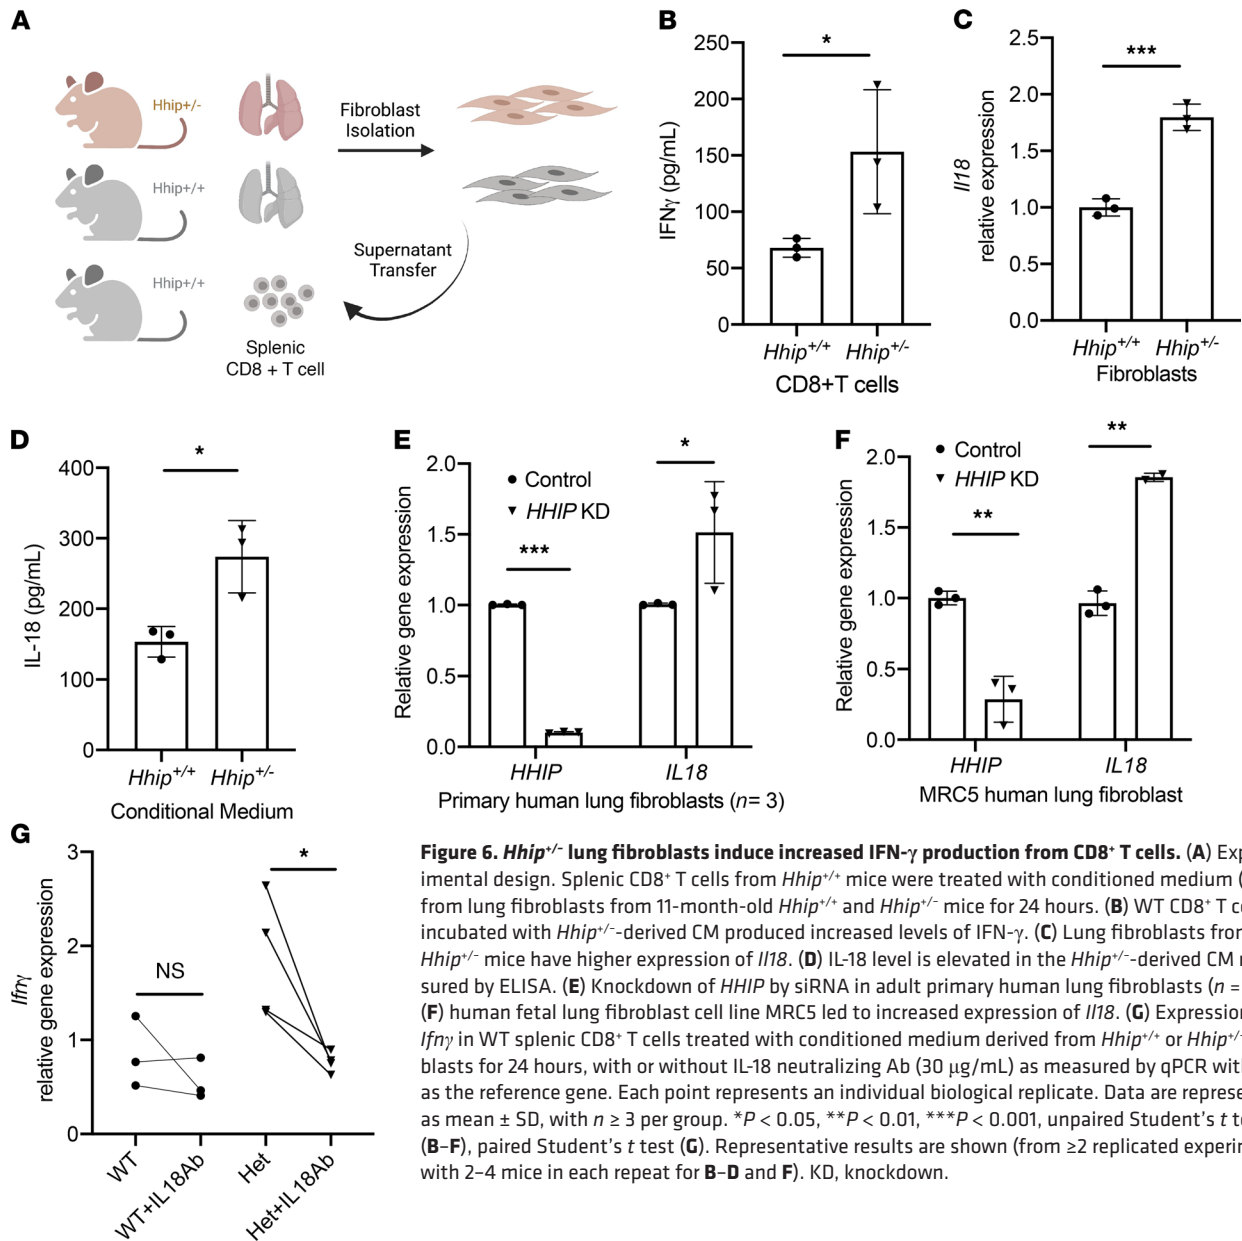 A
Hhip+/-
Hhip+/+
Hhip+/+
Fibroblast
Isolation
Supernatant
Transfer
Splenic
CD8 + T cell
B
IFNγ (pg/mL)
250
200
150
100
50
0
*
Hhip+/+ Hhip+/-
CD8+T cells
C
Il18
relative expression
2.5
2.0
1.5
1.0
0.5
0.0
***
Hhip+/+ Hhip+/-
Fibroblasts
D
IL-18 (pg/mL)
400
300
200
100
0
*
Hhip+/+ Hhip+/-
Conditional Medium
E
Relative gene expression
2.0
1.5
1.0
0.5
0.0
Control
HHIP KD
***
*
HHIP IL18
Primary human lung fibroblasts (n= 3)
F
Relative gene expression
2.0
1.5
1.0
0.5
0.0
Control
HHIP KD
**
**
HHIP IL18
MRC5 human lung fibroblast
G
Ifnγ
relative gene expression
3
2
1
0
NS
*
WT
WT+IL18Ab
Het
Het+IL18Ab
Figure 6. Hhip+/- lung fibroblasts induce increased IFN-γ production from CD8+ T cells. (A) Exp
imental design. Splenic CD8+ T cells from Hhip+/+ mice were treated with conditioned medium (
from lung fibroblasts from 11-month-old Hhip+/+ and Hhip+/- mice for 24 hours. (B) WT CD8+ T c
incubated with Hhip+/--derived CM produced increased levels of IFN-γ. (C) Lung fibroblasts from
Hhip+/- mice have higher expression of Il18. (D) IL-18 level is elevated in the Hhip+/--derived CM
sured by ELISA. (E) Knockdown of HHIP by siRNA in adult primary human lung fibroblasts (n =
(F) human fetal lung fibroblast cell line MRC5 led to increased expression of Il18. (G) Expression
Ifnγ in WT splenic CD8+ T cells treated with conditioned medium derived from Hhip+/+ or Hhip+/-
blasts for 24 hours, with or without IL-18 neutralizing Ab (30 μg/mL) as measured by qPCR with
as the reference gene. Each point represents an individual biological replicate. Data are represe
as mean ± SD, with n ≥ 3 per group. *P < 0.05, **P < 0.01, ***P < 0.001, unpaired Student's t te
(B–F), paired Student's t test (G). Representative results are shown (from ≥2 replicated experim
with 2–4 mice in each repeat for B–D and F). KD, knockdown.